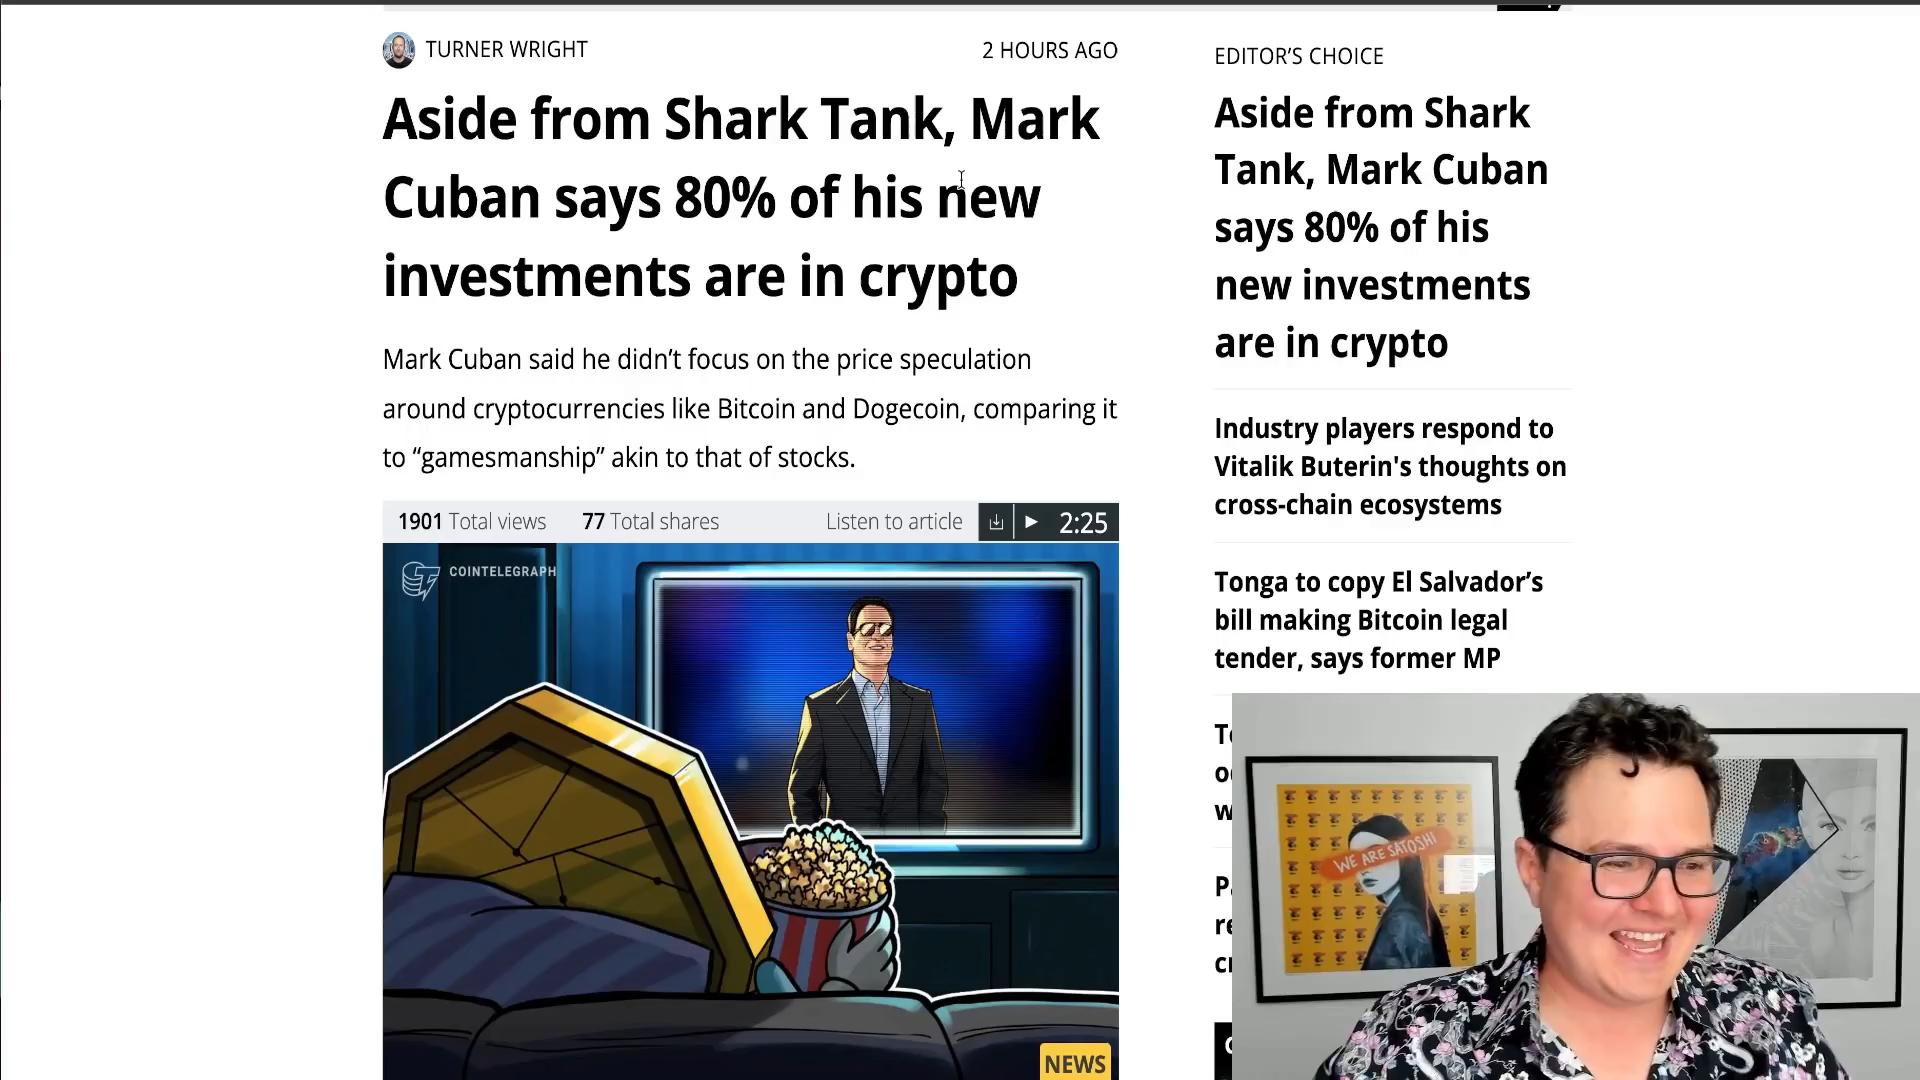 TURNER WRIGHT
2 HOURS AGO
Aside from Shark Tank, Mark
Cuban says 80% of his new
investments are in crypto
Mark Cuban said he didn’t focus on the price speculation
around cryptocurrencies like Bitcoin and Dogecoin, comparing it
to “gamesmanship” akin to that of stocks.
1901 Total views 77 Total shares Listen to article 2:25
COINTELEGRAPH
NEWS
EDITOR’S CHOICE
Aside from Shark
Tank, Mark Cuban
says 80% of his
new investments
are in crypto
Industry players respond to
Vitalik Buterin's thoughts on
cross-chain ecosystems
Tonga to copy El Salvador’s
bill making Bitcoin legal
tender, says former MP
WE ARE SATOSHI